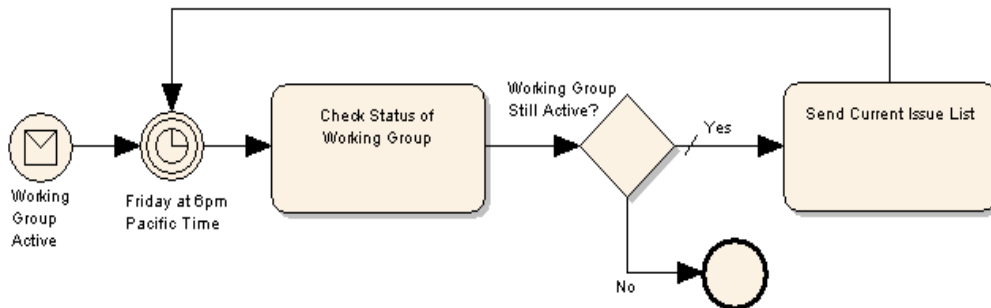 Working
Group
Active
Friday at 6pm
Pacific Time
Check Status of
Working Group
Working Group
Still Active?
Yes
No
Send Current Issue List